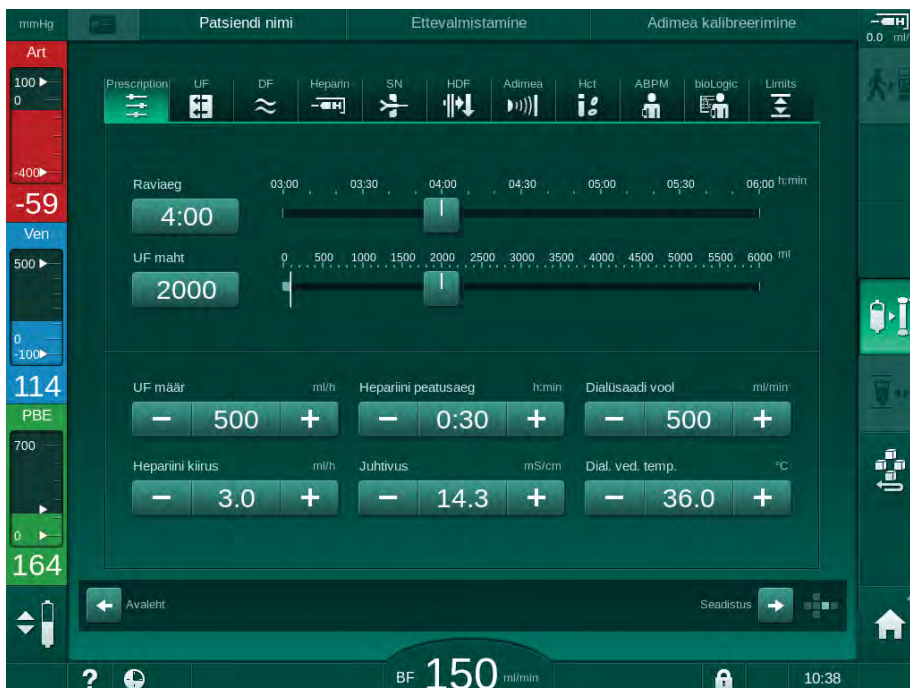 mmHg Patsiendi nimi Ettevalmistamine Adimea kalibreerimine
0.0 ml/
Art
100
0
-400
-59
Ven
500
0
-100
114
PBE
700
0
164
Prescription UF DF Heparin SN HDF Adimea Hct ABPM bioLogic Limits
Raviaeg 03:00 03:30 04:00 04:30 05:00 05:30 06:00 h:min
4:00
UF maht 0 500 1000 1500 2000 2500 3000 3500 4000 4500 5000 5500 6000 ml
2000
UF määr ml/h Hepariini peatusaeg h:min Dialüsaadi vool ml/min
− 500 + − 0:30 + − 500 +
Hepariini kiirus ml/h Juhtivus mS/cm Dial. ved. temp. °C
− 3.0 + − 14.3 + − 36.0 +
Avaleht Seadistus
? BF 150 ml/min 10:38